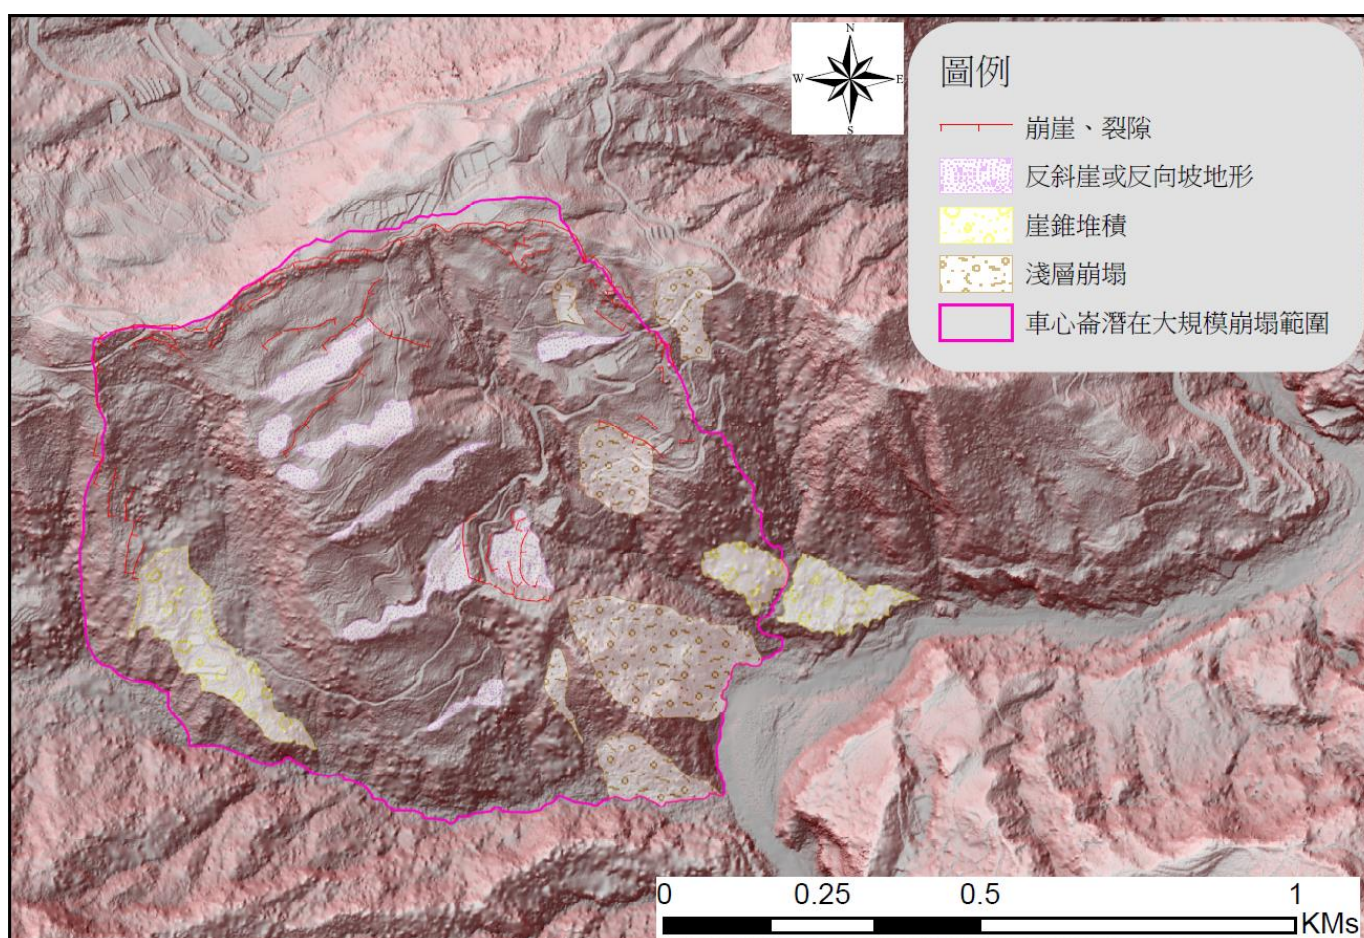 N
W E
S
圖例
崩崖、裂隙
反斜崖或反向坡地形
崖錐堆積
淺層崩塌
車心崙潛在大規模崩塌範圍
0 0.25 0.5 1
KMs